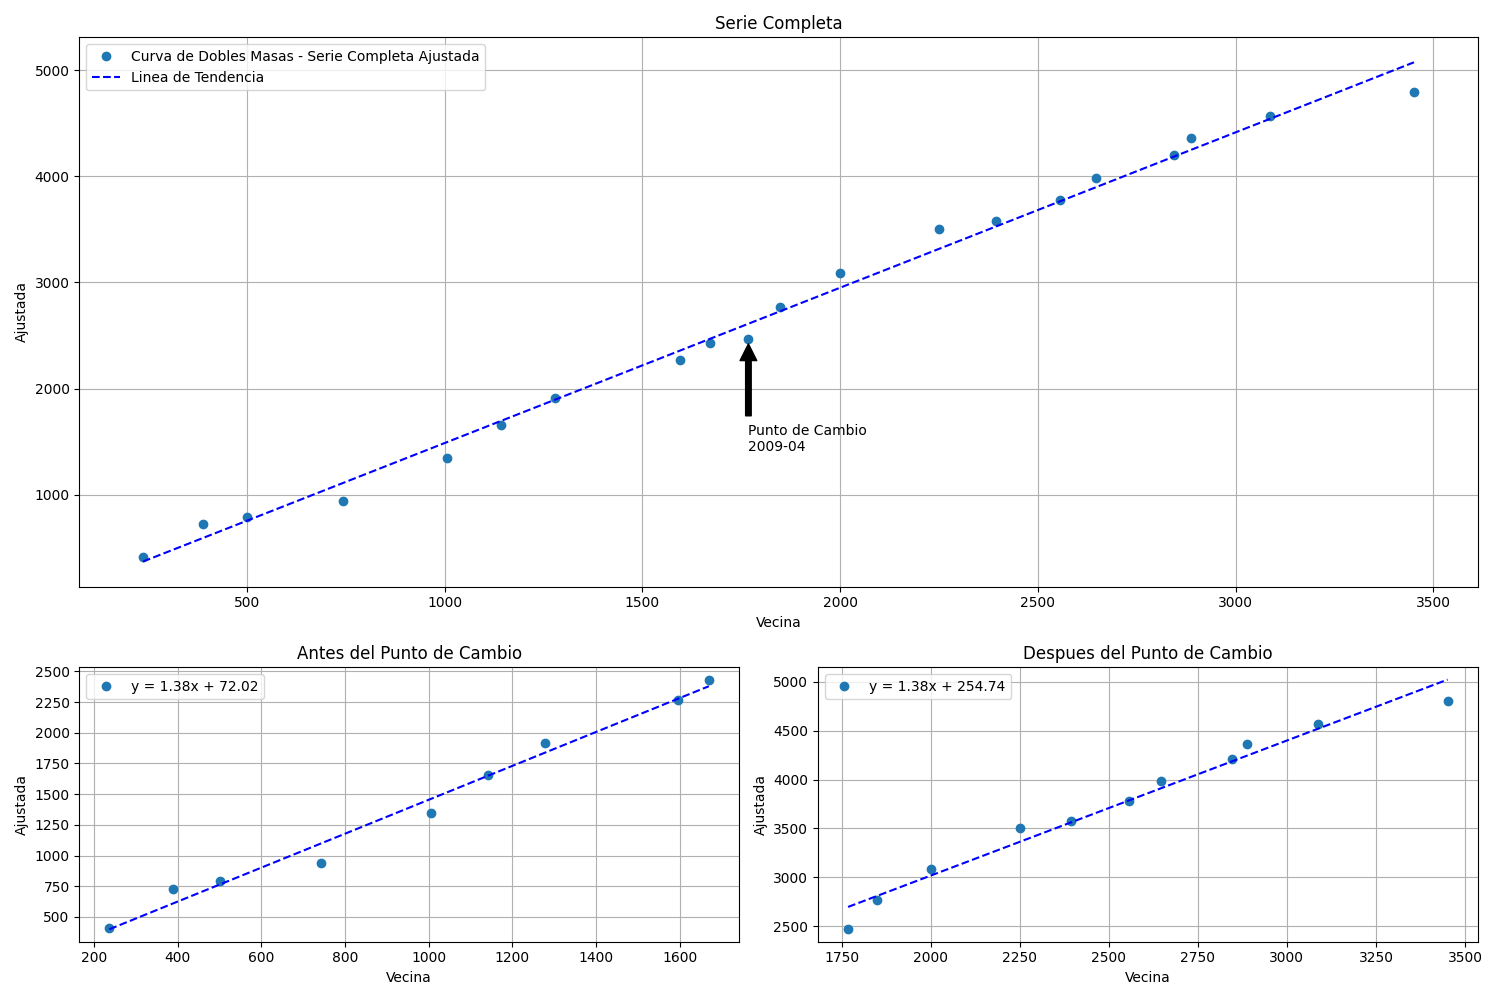 Serie Completa
Curva de Dobles Masas - Serie Completa Ajustada
Linea de Tendencia
5000
4000
3000
2000
1000
Ajustada
Punto de Cambio
2009-04
500 1000 1500 2000 2500 3000 3500
Vecina
Antes del Punto de Cambio
y = 1.38x + 72.02
2500
2250
2000
1750
1500
1250
1000
750
500
Ajustada
200 400 600 800 1000 1200 1400 1600
Vecina
Despues del Punto de Cambio
y = 1.38x + 254.74
5000
4500
4000
3500
3000
2500
Ajustada
1750 2000 2250 2500 2750 3000 3250 3500
Vecina